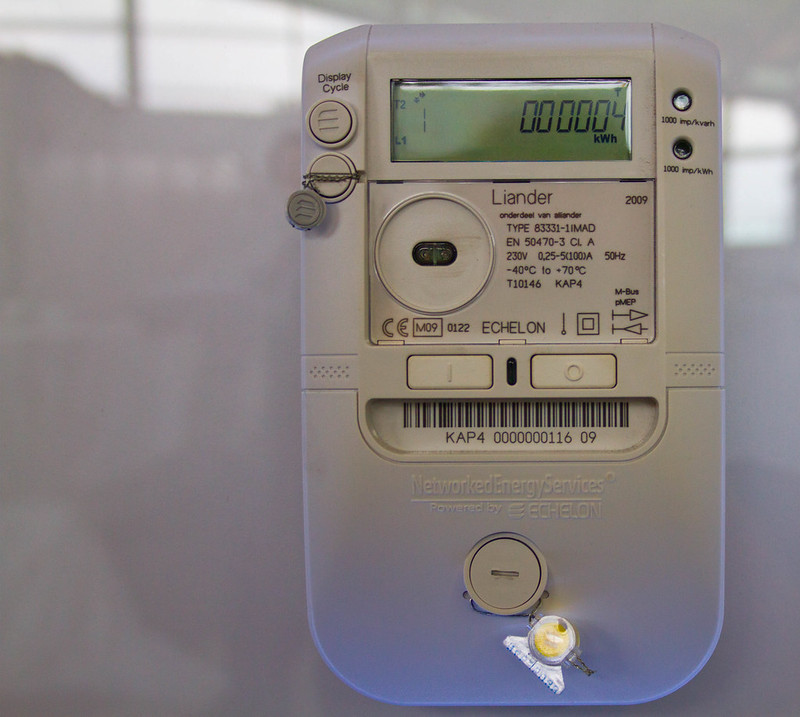 Display
Cycle
T2
000004
kWh
L1
1000 imp/kvarh
1000 imp/kWh
Liander 2009
onderdeel van alliander
TYPE 83331-1IMAD
EN 50470-3 Cl. A
230V 0,25-5(100)A 50Hz
-40°C to +70°C
T10146 KAP4
M-Bus
pMEP
CE M09 0122 ECHELON
I O
KAP4 0000000116 09
NetworkedEnergyServices®
Powered by ECHELON